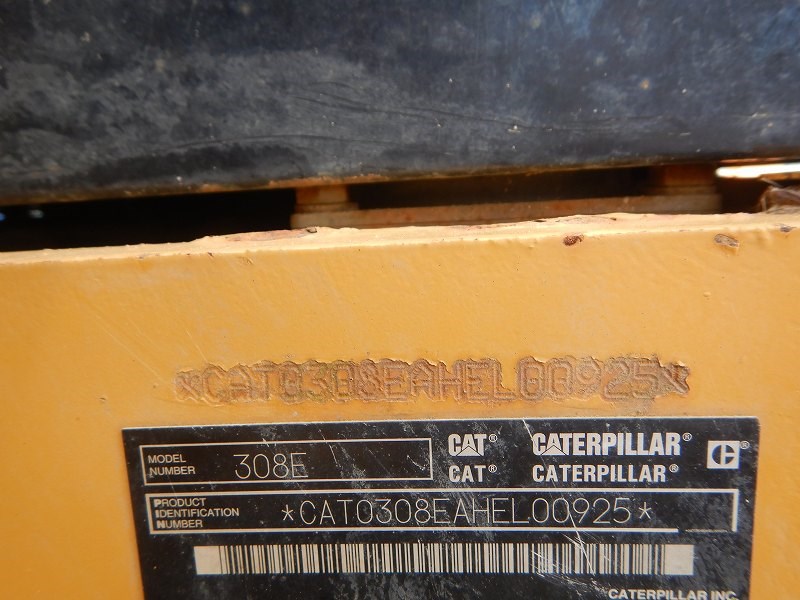 *CAT0308EAHEL00925*
MODEL NUMBER 308E
CAT® CATERPILLAR® C®
CAT® CATERPILLAR®
PRODUCT IDENTIFICATION NUMBER *CAT0308EAHEL00925*
CATERPILLAR INC.